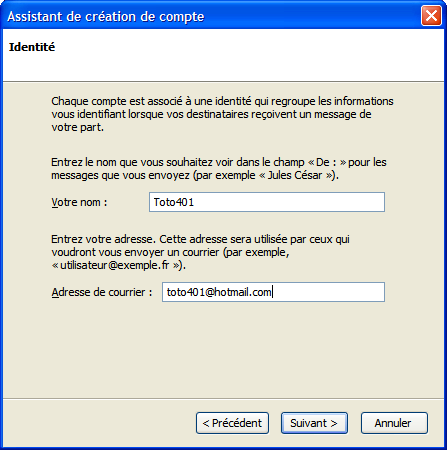 Assistant de création de compte
Identité
Chaque compte est associé à une identité qui regroupe les informations
vous identifiant lorsque vos destinataires reçoivent un message de
votre part.
Entrez le nom que vous souhaitez voir dans le champ « De : » pour les
messages que vous envoyez (par exemple « Jules César »).
Votre nom : Toto401
Entrez votre adresse. Cette adresse sera utilisée par ceux qui
voudront vous envoyer un courrier (par exemple,
« utilisateur@exemple.fr »).
Adresse de courrier : toto401@hotmail.com
< Précédent Suivant > Annuler